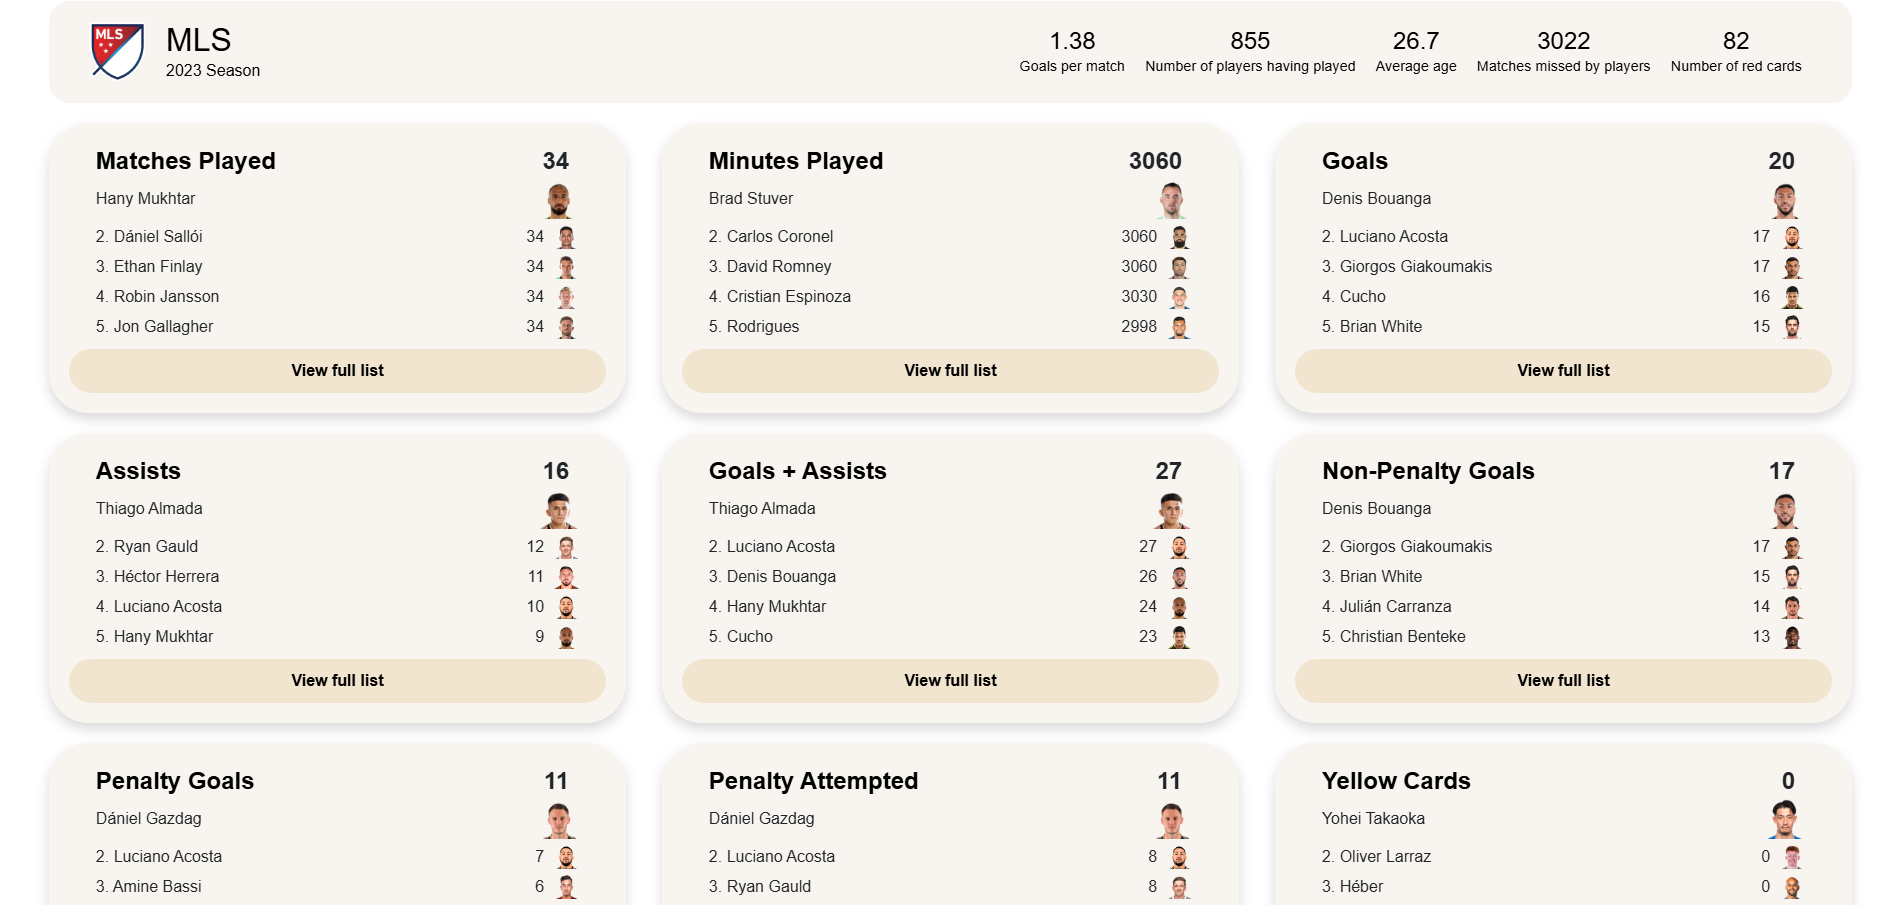 MLS
MLS
2023 Season
1.38
Goals per match
855
Number of players having played
26.7
Average age
3022
Matches missed by players
82
Number of red cards
Matches Played 34
Hany Mukhtar
2. Dániel Sallói 34
3. Ethan Finlay 34
4. Robin Jansson 34
5. Jon Gallagher 34
View full list
Minutes Played 3060
Brad Stuver
2. Carlos Coronel 3060
3. David Romney 3060
4. Cristian Espinoza 3030
5. Rodrigues 2998
View full list
Goals 20
Denis Bouanga
2. Luciano Acosta 17
3. Giorgos Giakoumakis 17
4. Cucho 16
5. Brian White 15
View full list
Assists 16
Thiago Almada
2. Ryan Gauld 12
3. Héctor Herrera 11
4. Luciano Acosta 10
5. Hany Mukhtar 9
View full list
Goals + Assists 27
Thiago Almada
2. Luciano Acosta 27
3. Denis Bouanga 26
4. Hany Mukhtar 24
5. Cucho 23
View full list
Non-Penalty Goals 17
Denis Bouanga
2. Giorgos Giakoumakis 17
3. Brian White 15
4. Julián Carranza 14
5. Christian Benteke 13
View full list
Penalty Goals 11
Dániel Gazdag
2. Luciano Acosta 7
3. Amine Bassi 6
Penalty Attempted 11
Dániel Gazdag
2. Luciano Acosta 8
3. Ryan Gauld 8
Yellow Cards 0
Yohei Takaoka
2. Oliver Larraz 0
3. Héber 0